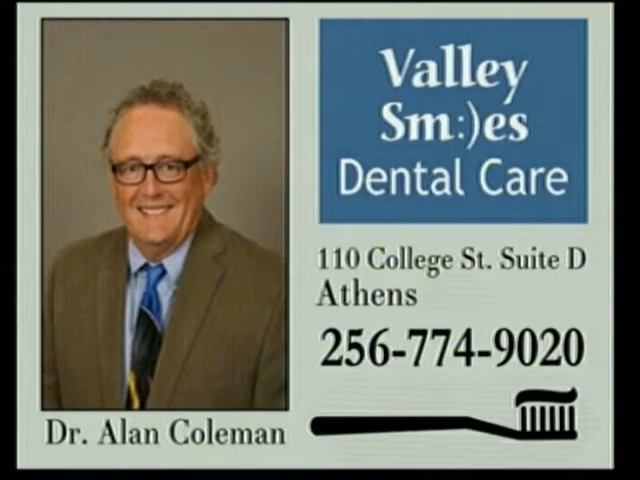 Valley
Sm:)es
Dental Care
110 College St. Suite D
Athens
256-774-9020
Dr. Alan Coleman